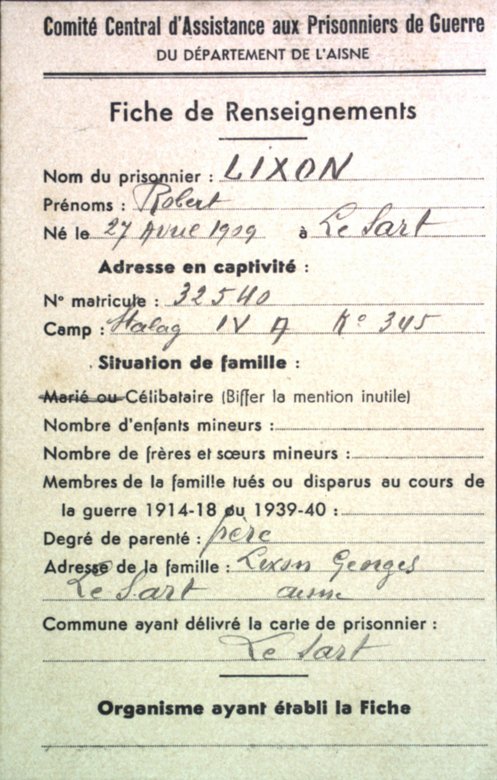 Comité Central d'Assistance aux Prisonniers de Guerre
DU DÉPARTEMENT DE L'AISNE
Fiche de Renseignements
Nom du prisonnier : LIXON
Prénoms : Robert
Né le 27 Avril 1909 à Le Sart
Adresse en captivité :
N° matricule : 32540
Camp : Stalag IV A K° 345
Situation de famille :
Marié ou Célibataire (Biffer la mention inutile)
Nombre d'enfants mineurs :
Nombre de frères et sœurs mineurs :
Membres de la famille tués ou disparus au cours de
la guerre 1914-18 ou 1939-40 :
Degré de parenté : père
Adresse de la famille : Lixon Georges
Le Sart aisne
Commune ayant délivré la carte de prisonnier :
Le Sart
Organisme ayant établi la Fiche